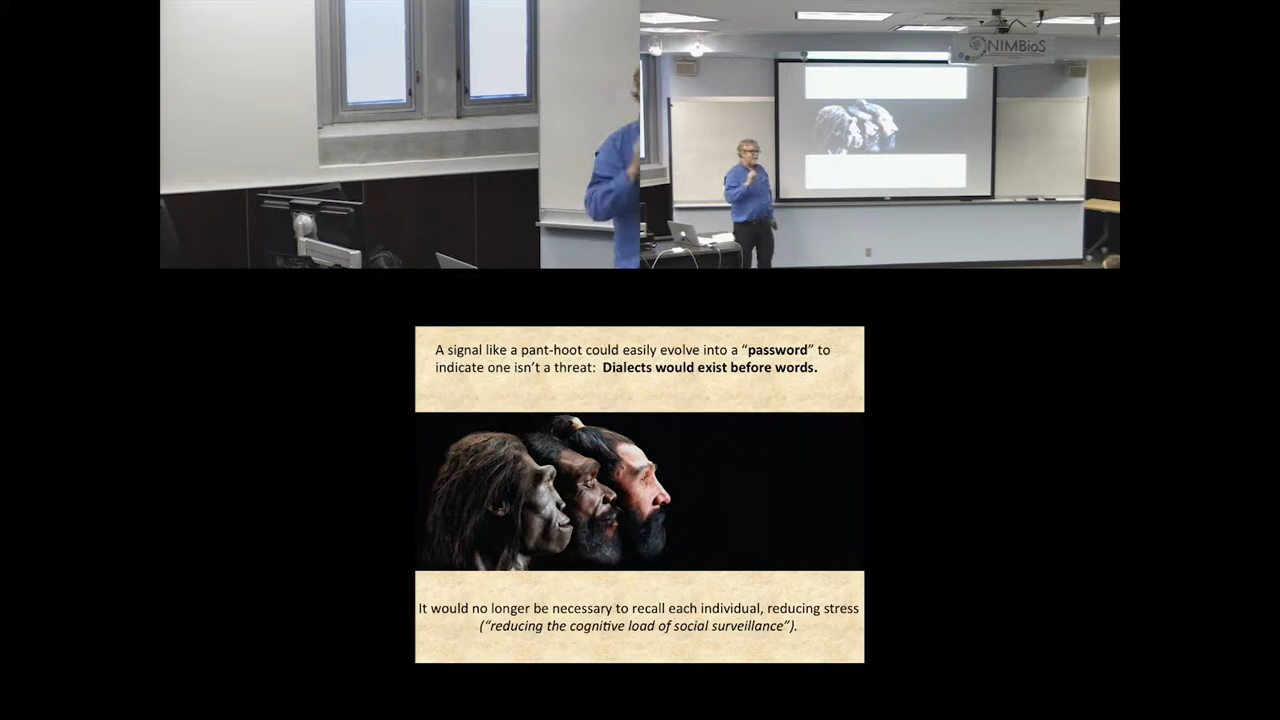 NIMBioS
A signal like a pant-hoot could easily evolve into a “password” to
indicate one isn’t a threat: Dialects would exist before words.
It would no longer be necessary to recall each individual, reducing stress
(“reducing the cognitive load of social surveillance”).